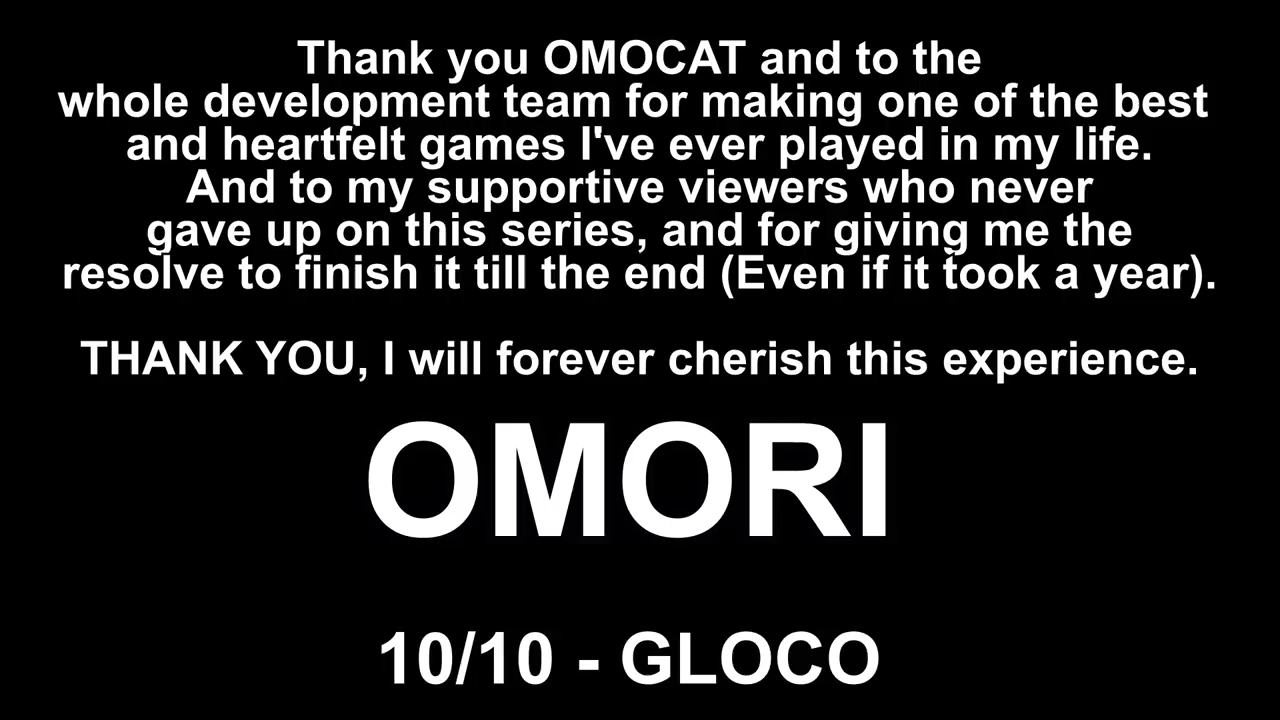 Thank you OMOCAT and to the
whole development team for making one of the best
and heartfelt games I've ever played in my life.
And to my supportive viewers who never
gave up on this series, and for giving me the
resolve to finish it till the end (Even if it took a year).
THANK YOU, I will forever cherish this experience.
OMORI
10/10 - GLOCO